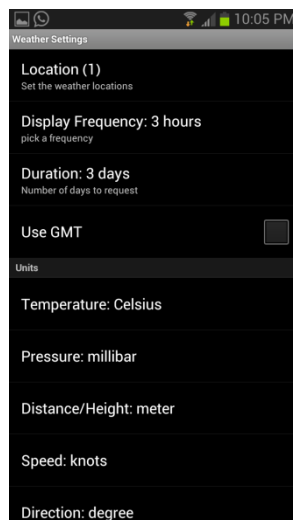 10:05 PM
Weather Settings
Location (1)
Set the weather locations
Display Frequency: 3 hours
pick a frequency
Duration: 3 days
Number of days to request
Use GMT
Units
Temperature: Celsius
Pressure: millibar
Distance/Height: meter
Speed: knots
Direction: degree